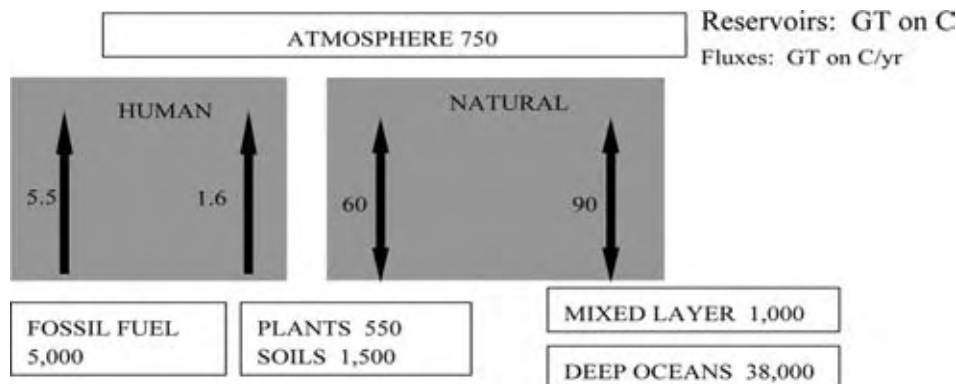 ATMOSPHERE 750
Reservoirs: GT on C
Fluxes: GT on C/yr
HUMAN
NATURAL
5.5
1.6
60
90
FOSSIL FUEL
5,000
PLANTS 550
SOILS 1,500
MIXED LAYER 1,000
DEEP OCEANS 38,000